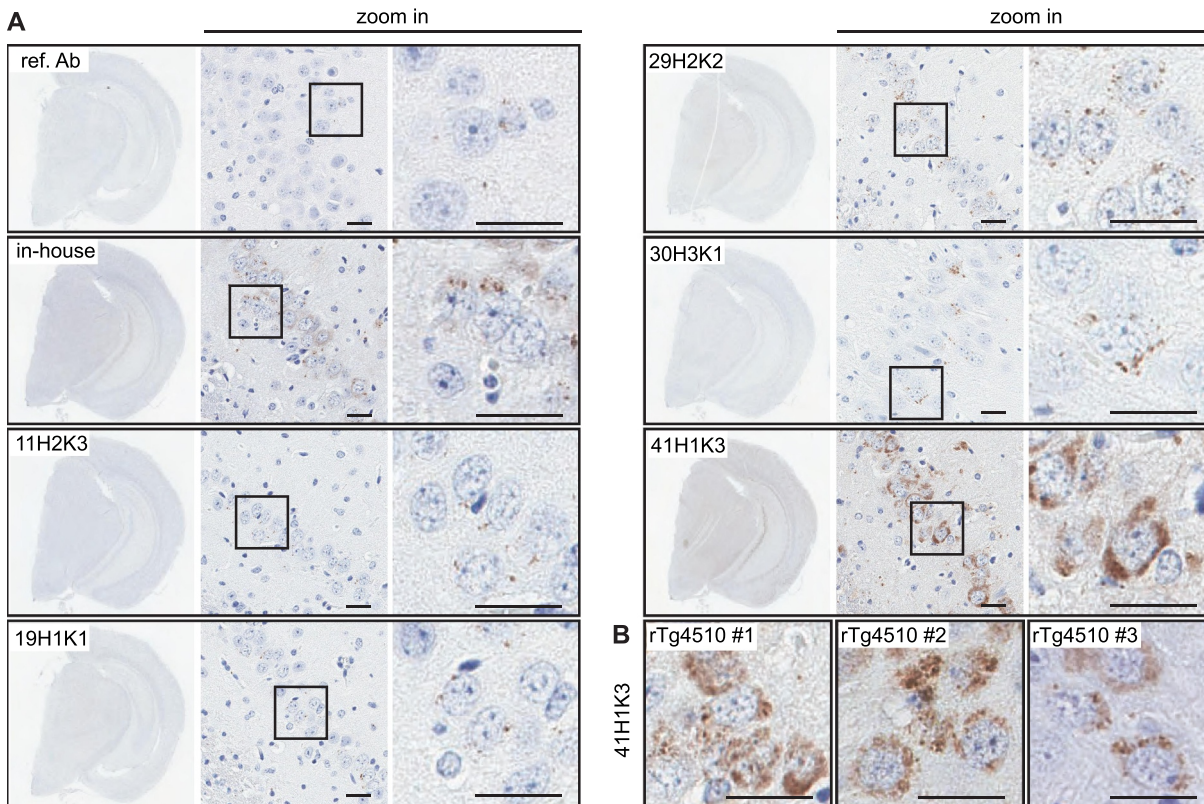 A
zoom in
ref. Ab
in-house
11H2K3
19H1K1
zoom in
29H2K2
30H3K1
41H1K3
B
41H1K3
rTg4510 #1
rTg4510 #2
rTg4510 #3